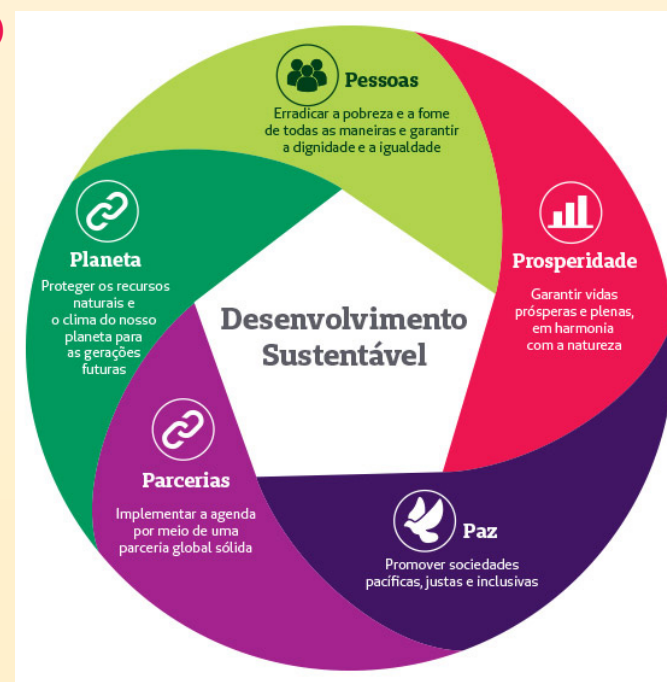 Pessoas
Erradicar a pobreza e a fome
de todas as maneiras e garantir
a dignidade e a igualdade
Prosperidade
Garantir vidas
prósperas e plenas,
em harmonia
com a natureza
Paz
Promover sociedades
pacíficas, justas e inclusivas
Parcerias
Implementar a agenda
por meio de uma
parceria global sólida
Planeta
Proteger os recursos
naturais e
o clima do nosso
planeta para
as gerações
futuras
Desenvolvimento
Sustentável